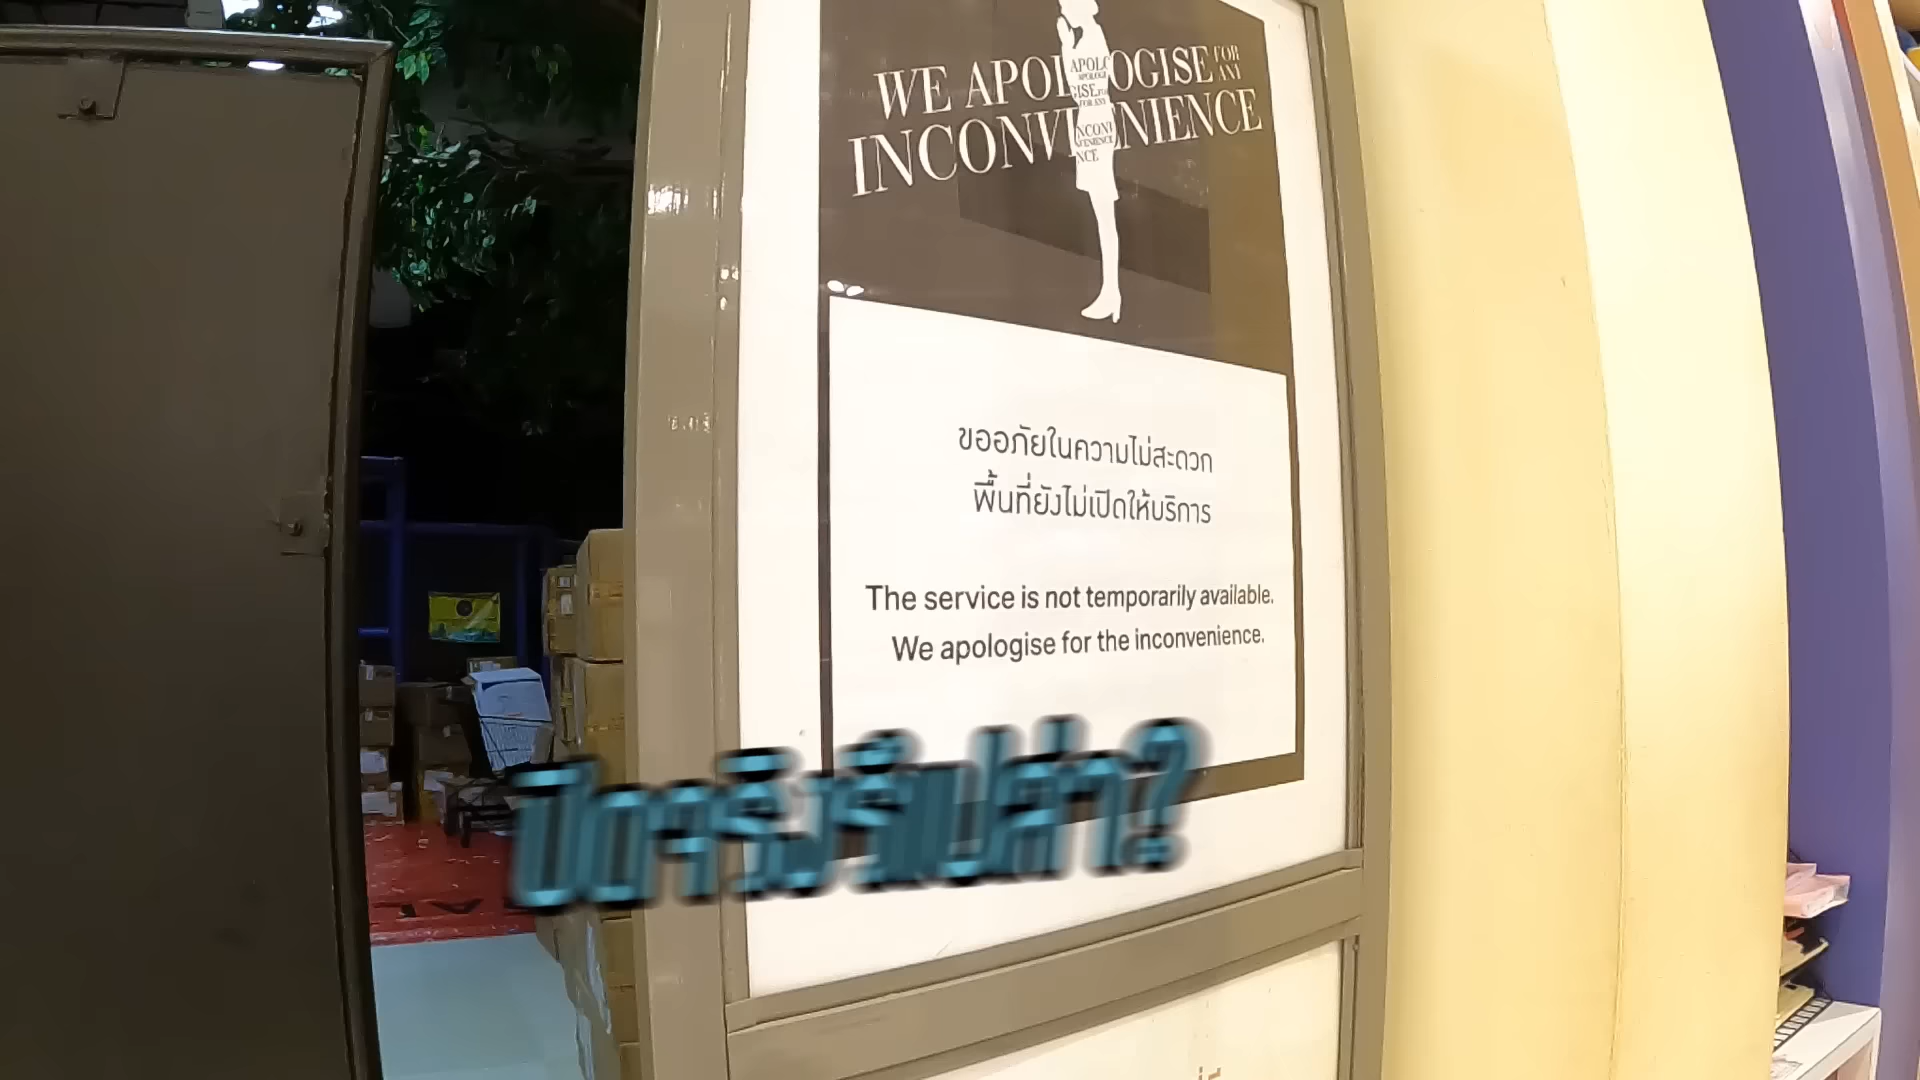 WE APOLOGISE FOR ANY
INCONVENIENCE
ขออภัยในความไม่สะดวก
พื้นที่ยังไม่เปิดให้บริการ
The service is not temporarily available.
We apologise for the inconvenience.
ปิดจริงรึเปล่า?